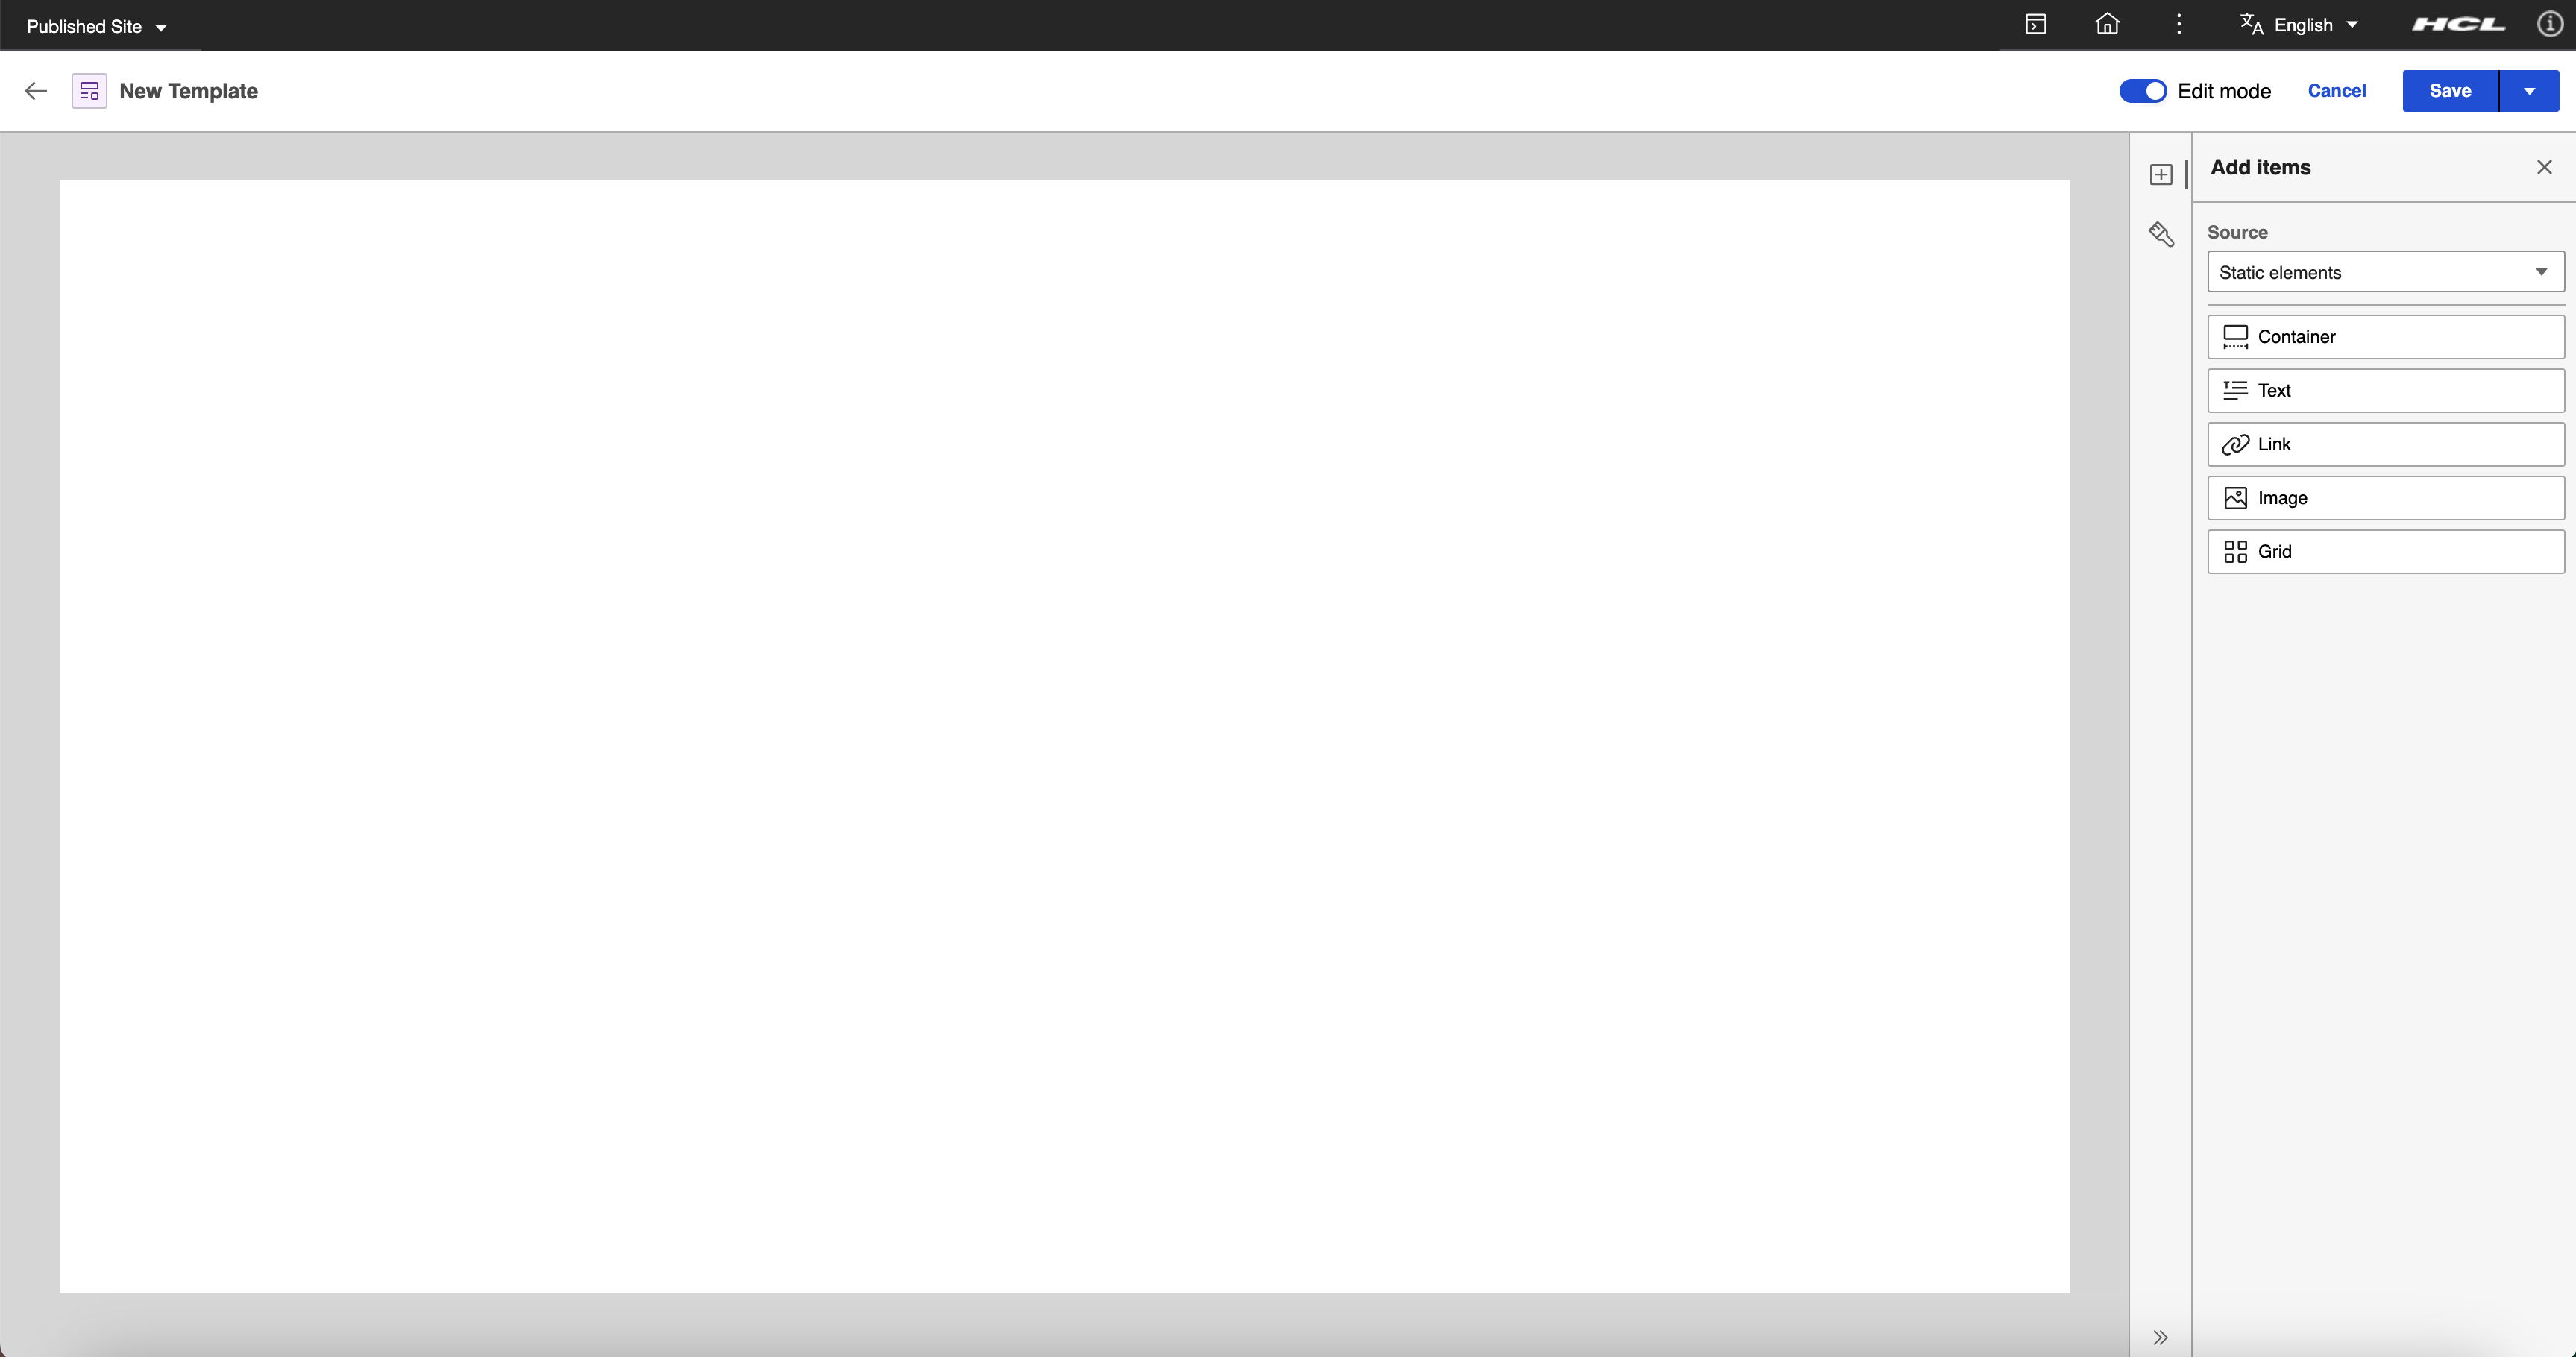 Published Site
English
HCL
New Template
Edit mode
Cancel
Save
Add items
Source
Static elements
Container
Text
Link
Image
Grid